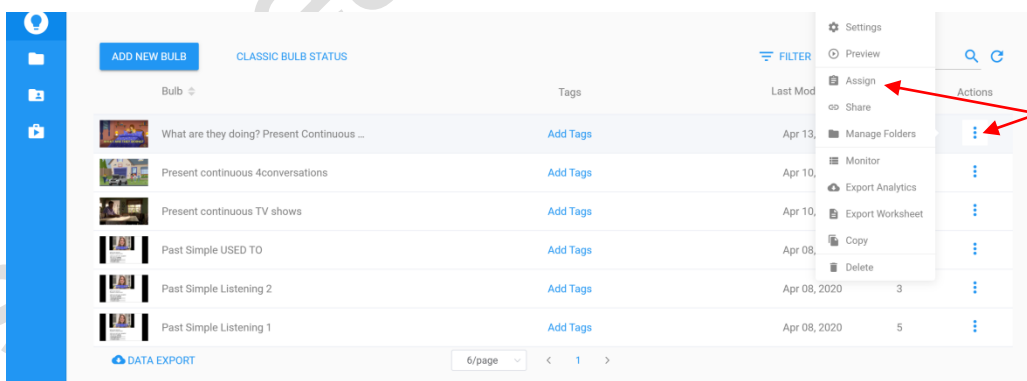 Settings
ADD NEW BULB CLASSIC BULB STATUS FILTER Preview
Bulb Tags Last Mod Assign Actions
Share
What are they doing? Present Continuous ... Add Tags Apr 13, Manage Folders
Monitor
Present continuous 4conversations Add Tags Apr 10,
Export Analytics
Present continuous TV shows Add Tags Apr 10, Export Worksheet
Copy
Past Simple USED TO Add Tags Apr 08,
Delete
Past Simple Listening 2 Add Tags Apr 08, 2020 3
Past Simple Listening 1 Add Tags Apr 08, 2020 5
DATA EXPORT 6/page < 1 >